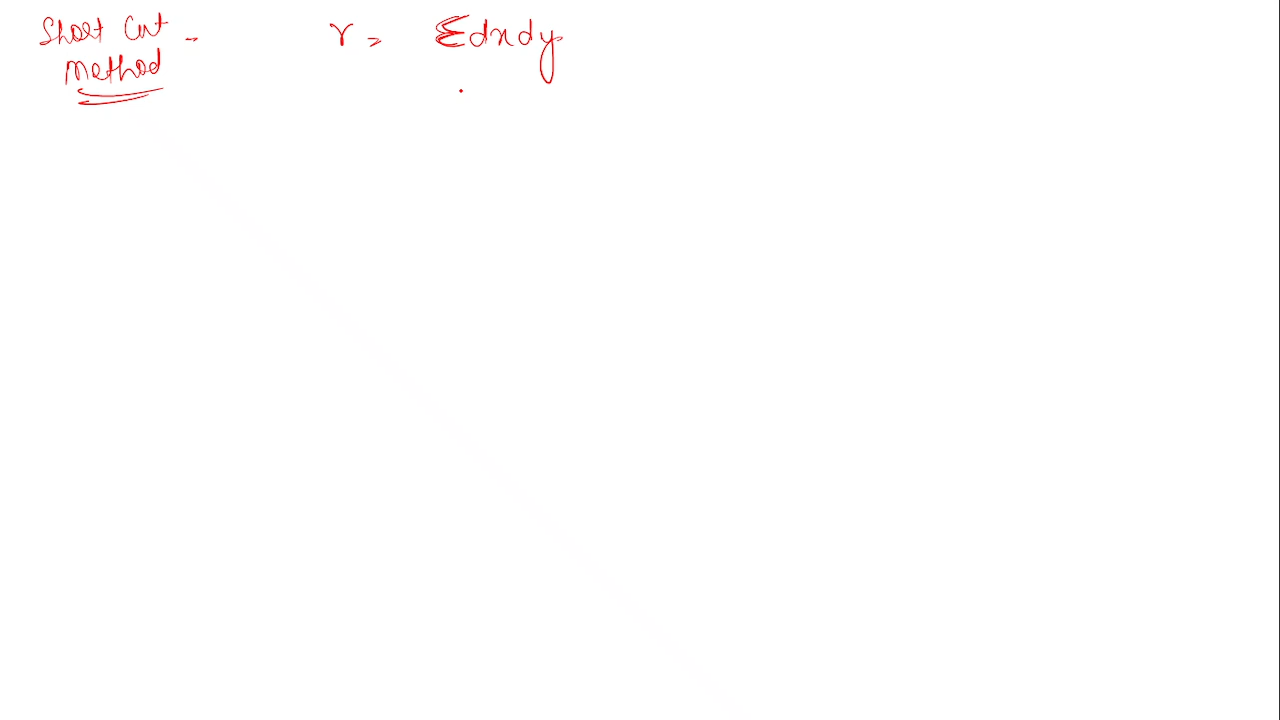 Short Cut - r = Σdxdy
Method